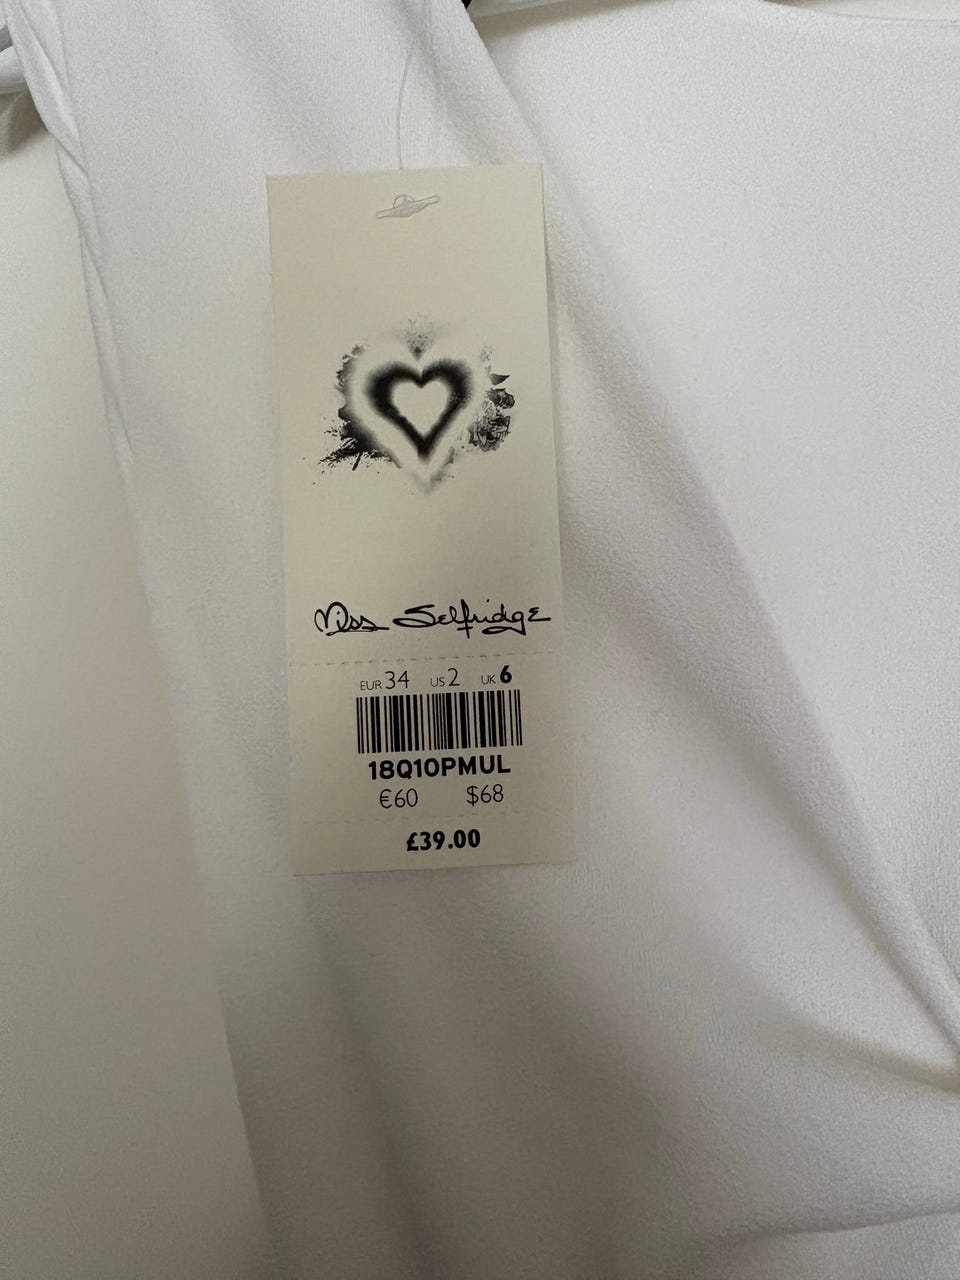 Miss Selfridge
EUR 34 US 2 UK 6
18Q10PMUL
€60 $68
£39.00